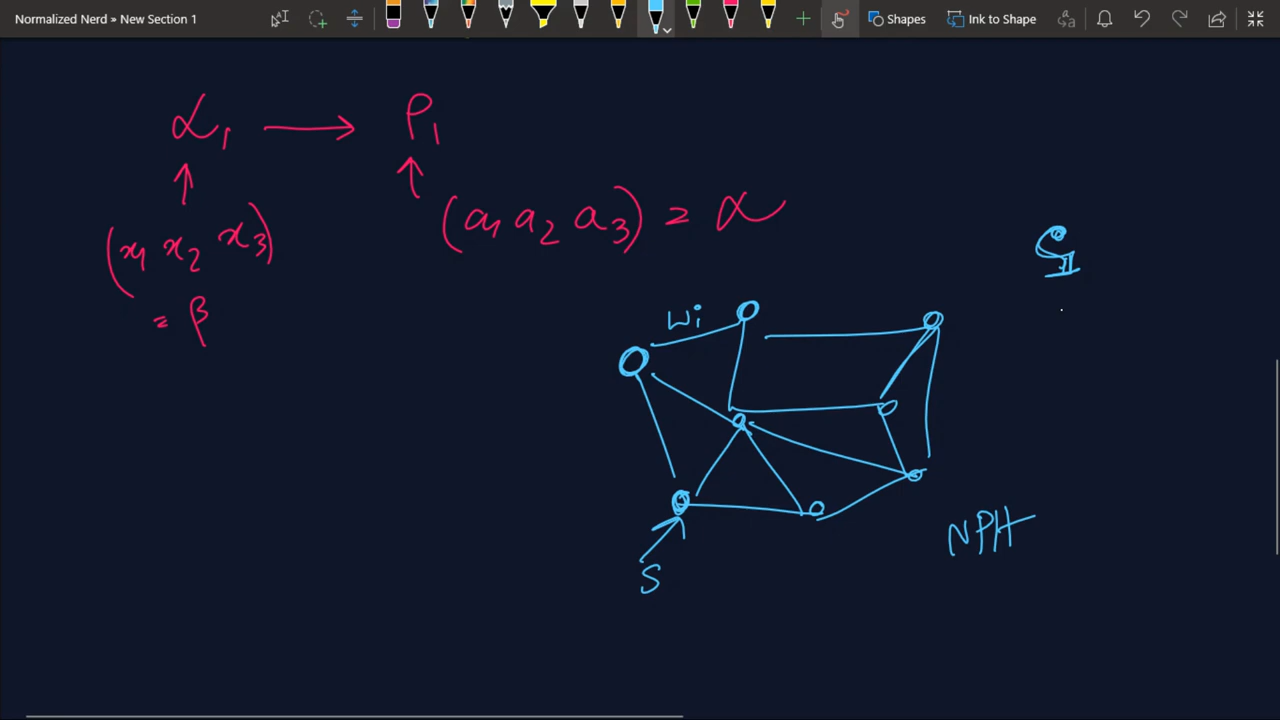 Normalized Nerd » New Section 1
Shapes
Ink to Shape
α₁ → P₁
(x₁ x₂ x₃)
= β
(a₁ a₂ a₃) = α
Wi
S
NPH